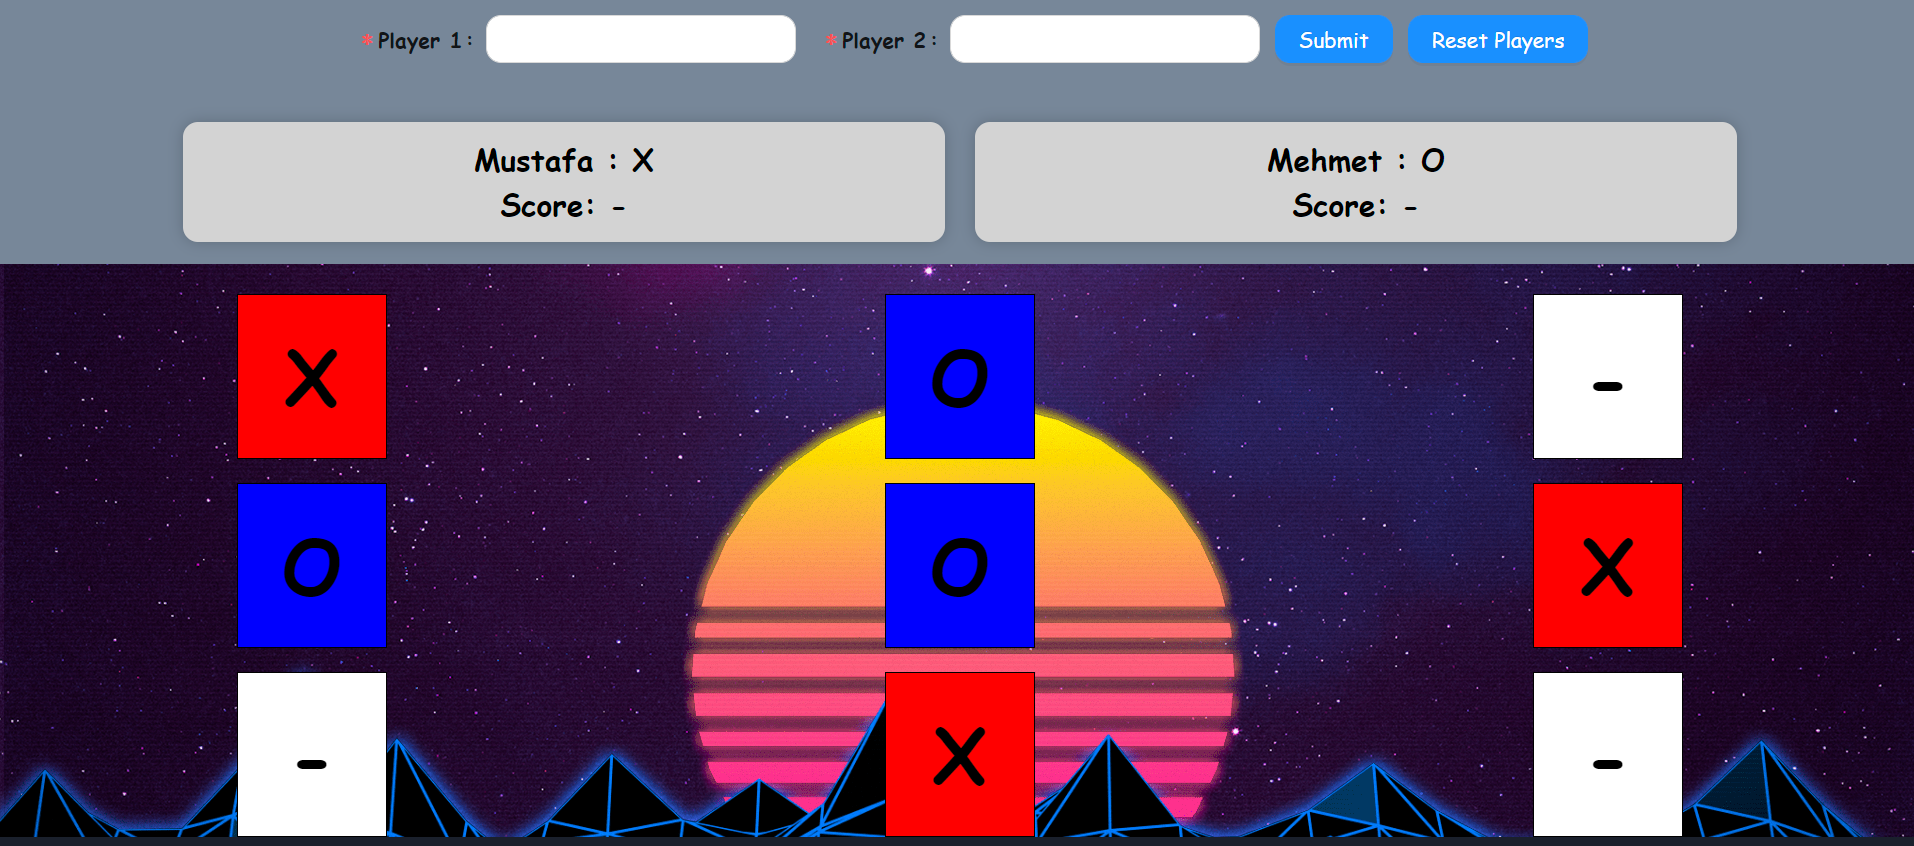 * Player 1 : * Player 2 : Submit Reset Players
Mustafa : X
Score: -
Mehmet : O
Score: -
X O -
O O X
- X -